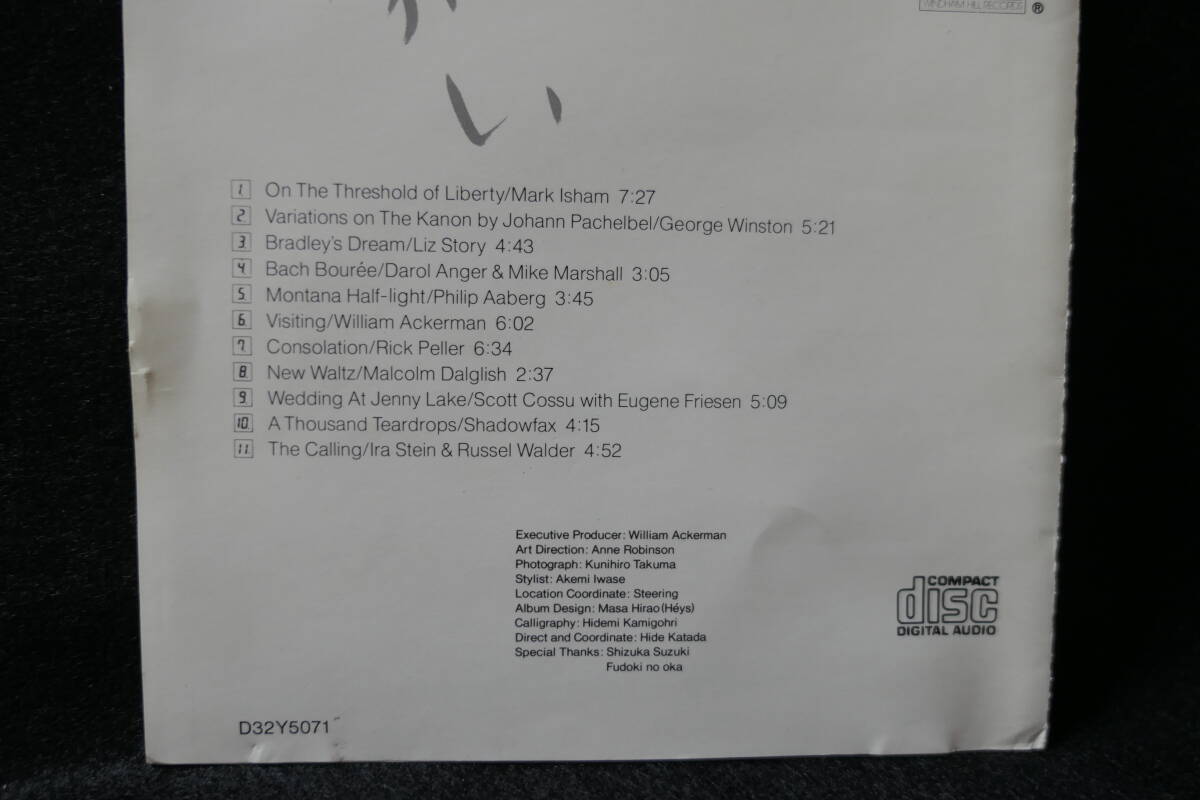 WINDHAM HILL RECORDS ®
い
1. On The Threshold of Liberty/Mark Isham 7:27
2. Variations on The Kanon by Johann Pachelbel/George Winston 5:21
3. Bradley's Dream/Liz Story 4:43
4. Bach Bourée/Darol Anger & Mike Marshall 3:05
5. Montana Half-light/Philip Aaberg 3:45
6. Visiting/William Ackerman 6:02
7. Consolation/Rick Peller 6:34
8. New Waltz/Malcolm Dalglish 2:37
9. Wedding At Jenny Lake/Scott Cossu with Eugene Friesen 5:09
10. A Thousand Teardrops/Shadowfax 4:15
11. The Calling/Ira Stein & Russel Walder 4:52
Executive Producer: William Ackerman
Art Direction: Anne Robinson
Photograph: Kunihiro Takuma
Stylist: Akemi Iwase
Location Coordinate: Steering
Album Design: Masa Hirao (Héys)
Calligraphy: Hidemi Kamigohri
Direct and Coordinate: Hide Katada
Special Thanks: Shizuka Suzuki
Fudoki no oka
COMPACT
disc
DIGITAL AUDIO
D32Y5071